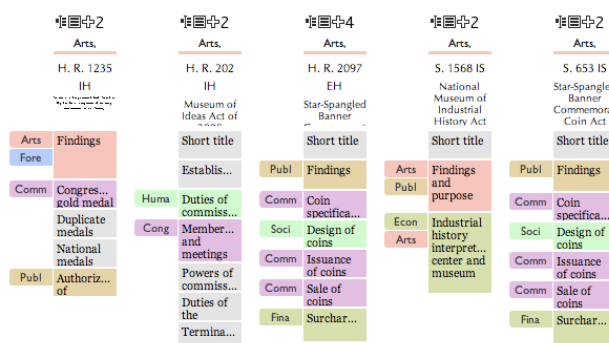 +2
Arts,
H. R. 1235
IH
Arts
Fore
Findings
Comm
Congres...
gold medal
Duplicate
medals
National
medals
Publ
Authoriz...
of
+2
Arts,
H. R. 202
IH
Museum of
Ideas Act of
Short title
Establis...
Huma
Duties of
commiss...
Cong
Member...
and
meetings
Powers of
commiss...
Duties of
the
Termina...
+4
Arts,
H. R. 2097
EH
Star-Spangled
Banner
Short title
Publ
Findings
Comm
Coin
specifica...
Soci
Design of
coins
Comm
Issuance
of coins
Comm
Sale of
coins
Fina
Surchar...
+2
Arts,
S. 1568 IS
National
Museum of
Industrial
History Act
Short title
Arts
Publ
Findings
and
purpose
Econ
Arts
Industrial
history
interpret...
center and
museum
+2
Arts,
S. 653 IS
Star-Spangle
Banner
Commemora
Coin Act
Short title
Publ
Findings
Comm
Coin
specifica...
Soci
Design of
coins
Comm
Issuance
of coins
Comm
Sale of
coins
Fina
Surchar...